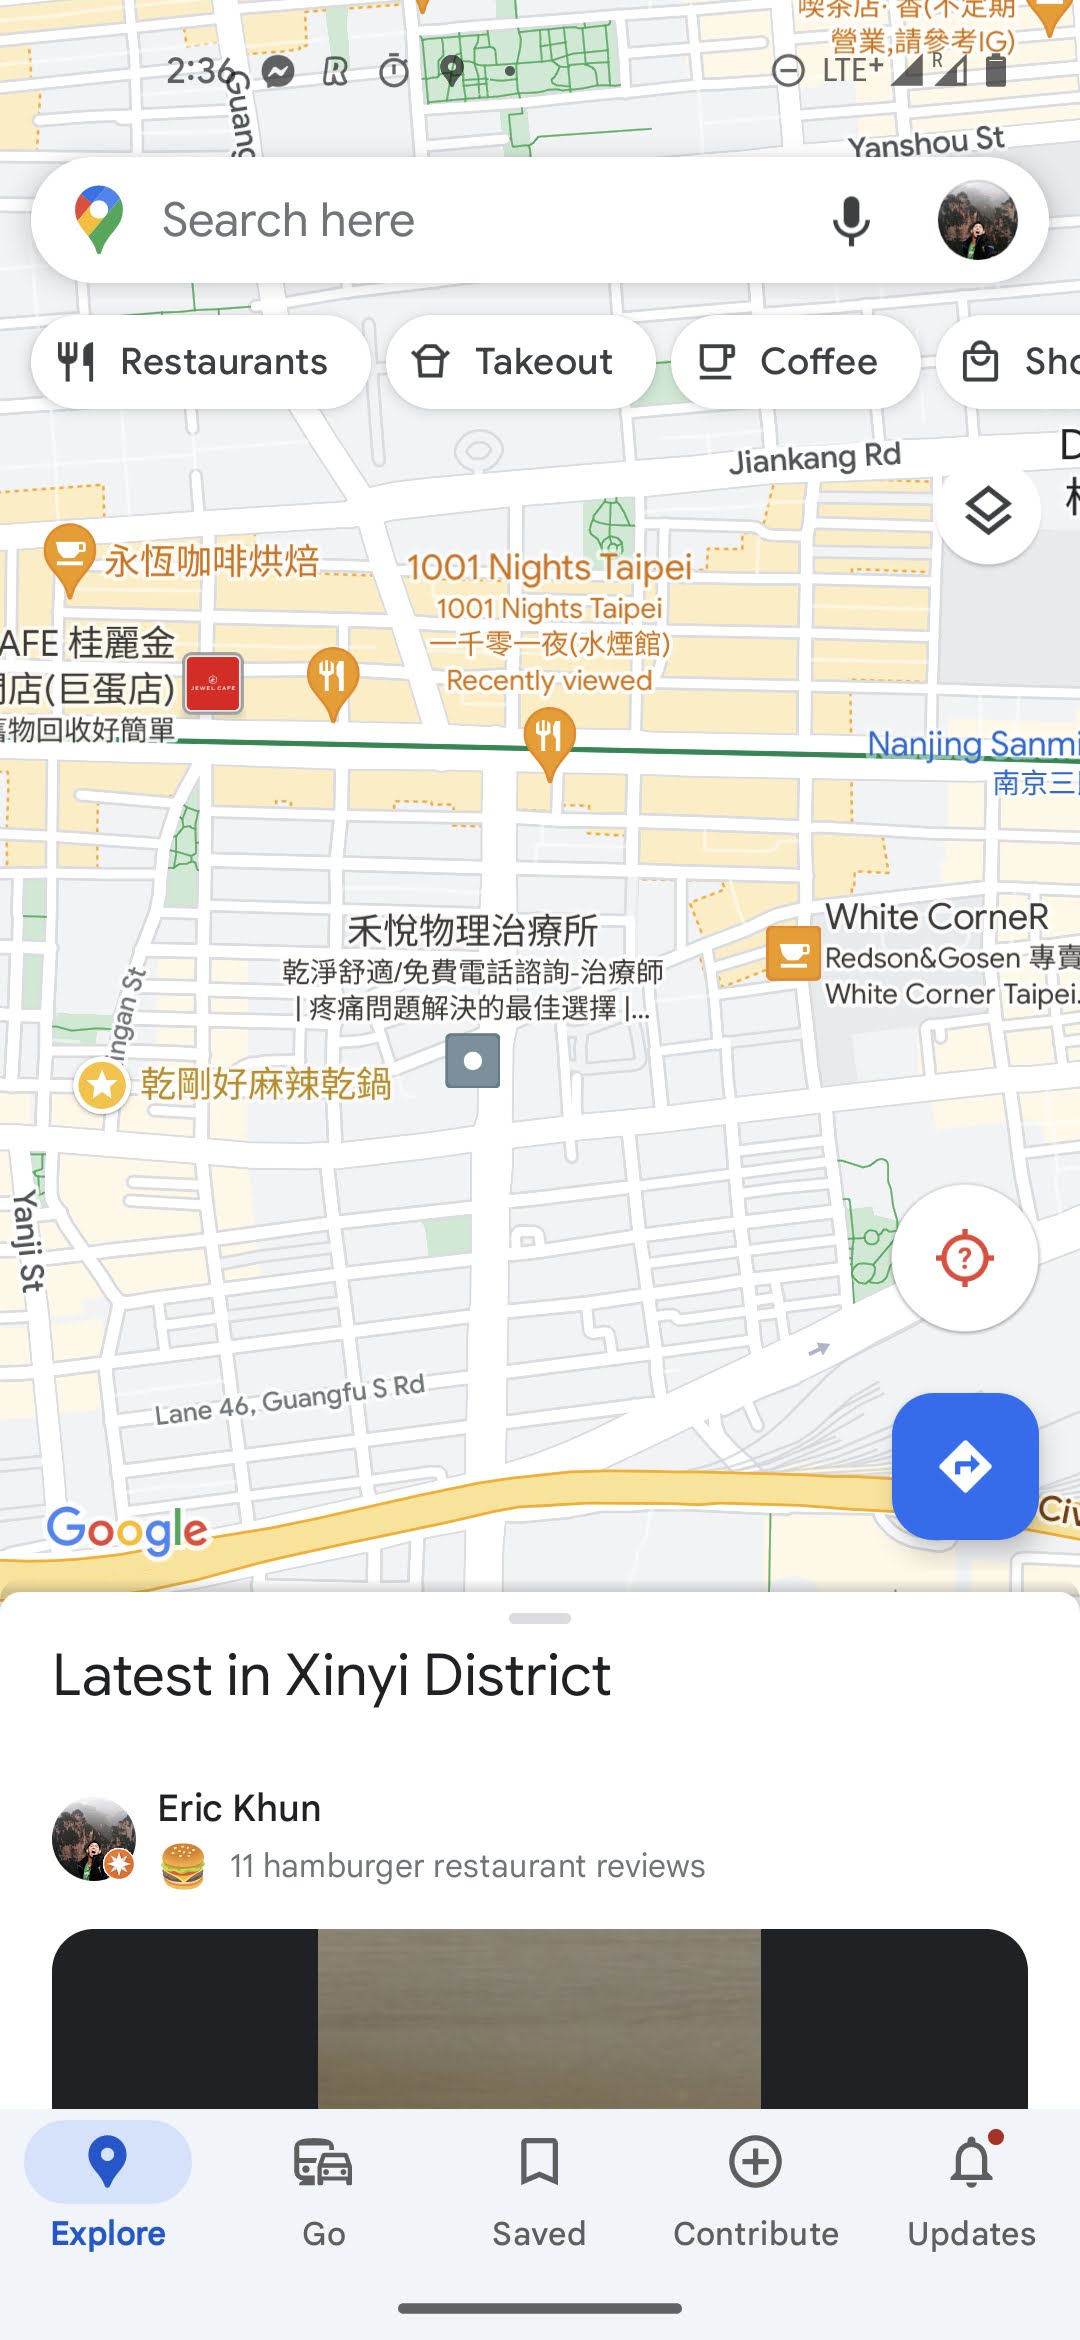 喫茶店· 香(不定期
營業,請參考IG)
2:36
R
LTE+
R
Guang
Yanshou St
Search here
Restaurants
Takeout
Coffee
Sho
Jiankang Rd
D
永恆咖啡烘焙
1001 Nights Taipei
1001 Nights Taipei
一千零一夜(水煙館)
Recently viewed
AFE 桂麗金
店(巨蛋店)
JEWEL CAFE
舊物回收好簡單
Nanjing Sanmi
南京三
White CorneR
Redson&Gosen 專賣
White Corner Taipei.
禾悅物理治療所
乾淨舒適/免費電話諮詢-治療師
| 疼痛問題解決的最佳選擇 |...
ingan St
乾剛好麻辣乾鍋
Yanji St
?
Lane 46, Guangfu S Rd
Google
Civ
Latest in Xinyi District
Eric Khun
11 hamburger restaurant reviews
Explore
Go
Saved
Contribute
Updates